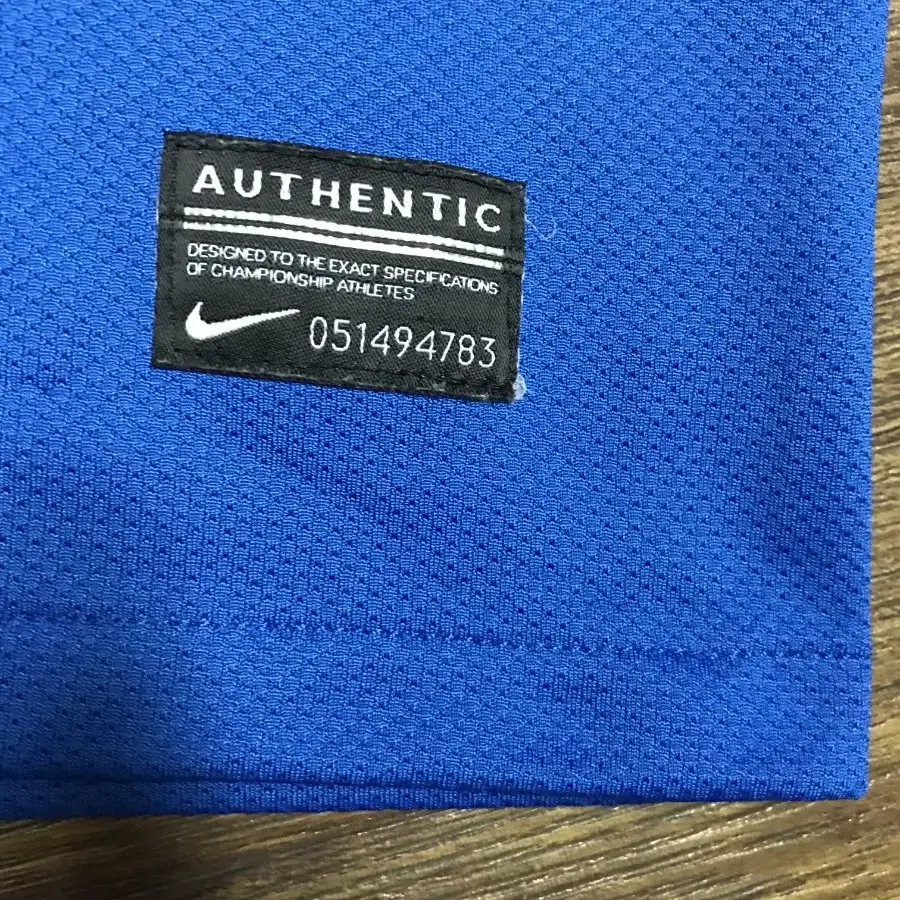 AUTHENTIC
DESIGNED TO THE EXACT SPECIFICATIONS
OF CHAMPIONSHIP ATHLETES
051494783